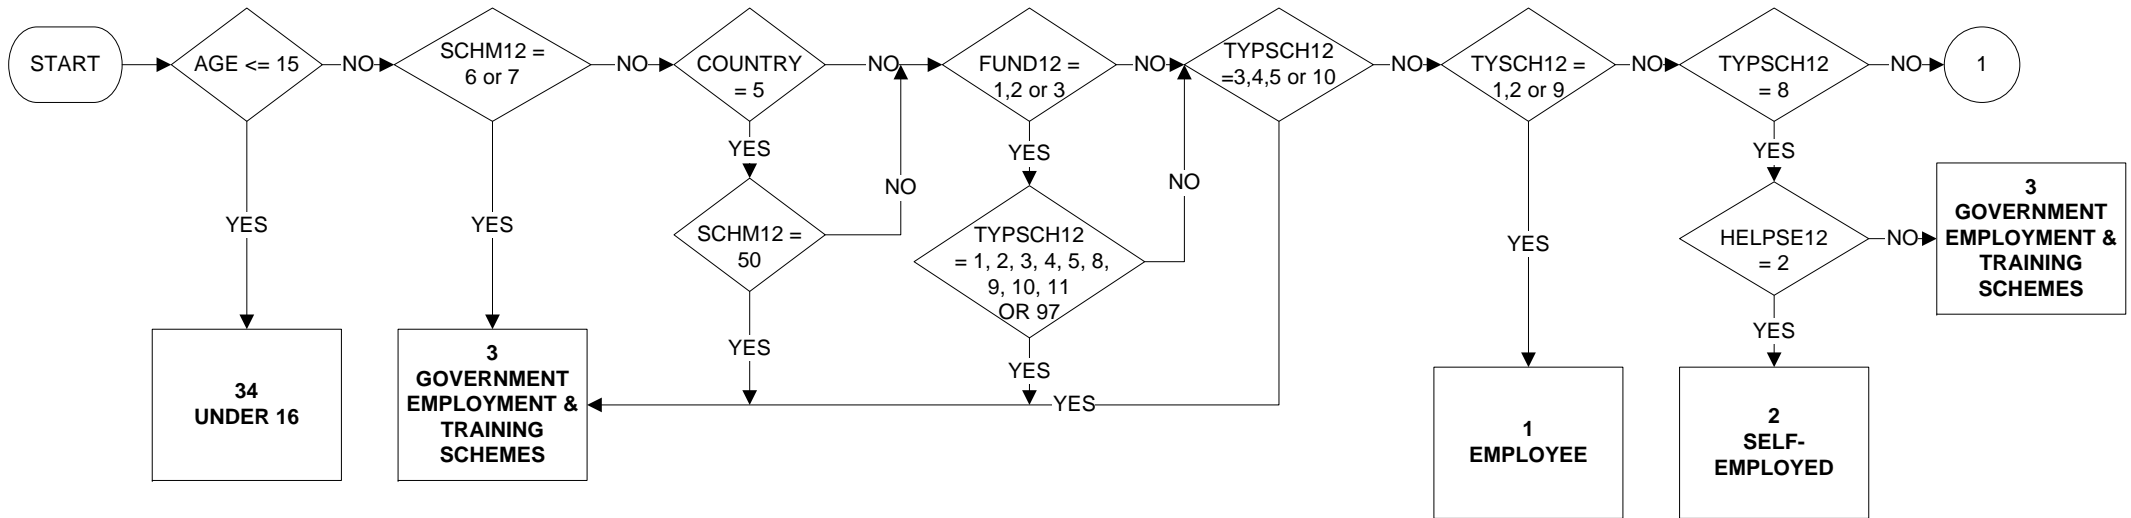 START
AGE <= 15
NO
SCHM12 =
6 or 7
NO
COUNTRY
= 5
NO
FUND12 =
1,2 or 3
NO
TYPSCH12
=3,4,5 or 10
NO
TYSCH12 =
1,2 or 9
NO
TYPSCH12
= 8
NO
1
YES
YES
YES
SCHM12 =
50
NO
YES
YES
TYPSCH12
= 1, 2, 3, 4, 5, 8,
9, 10, 11
OR 97
NO
YES
YES
YES
YES
HELPSE12
= 2
NO
YES
3
GOVERNMENT
EMPLOYMENT &
TRAINING
SCHEMES
34
UNDER 16
3
GOVERNMENT
EMPLOYMENT &
TRAINING
SCHEMES
1
EMPLOYEE
2
SELF-
EMPLOYED